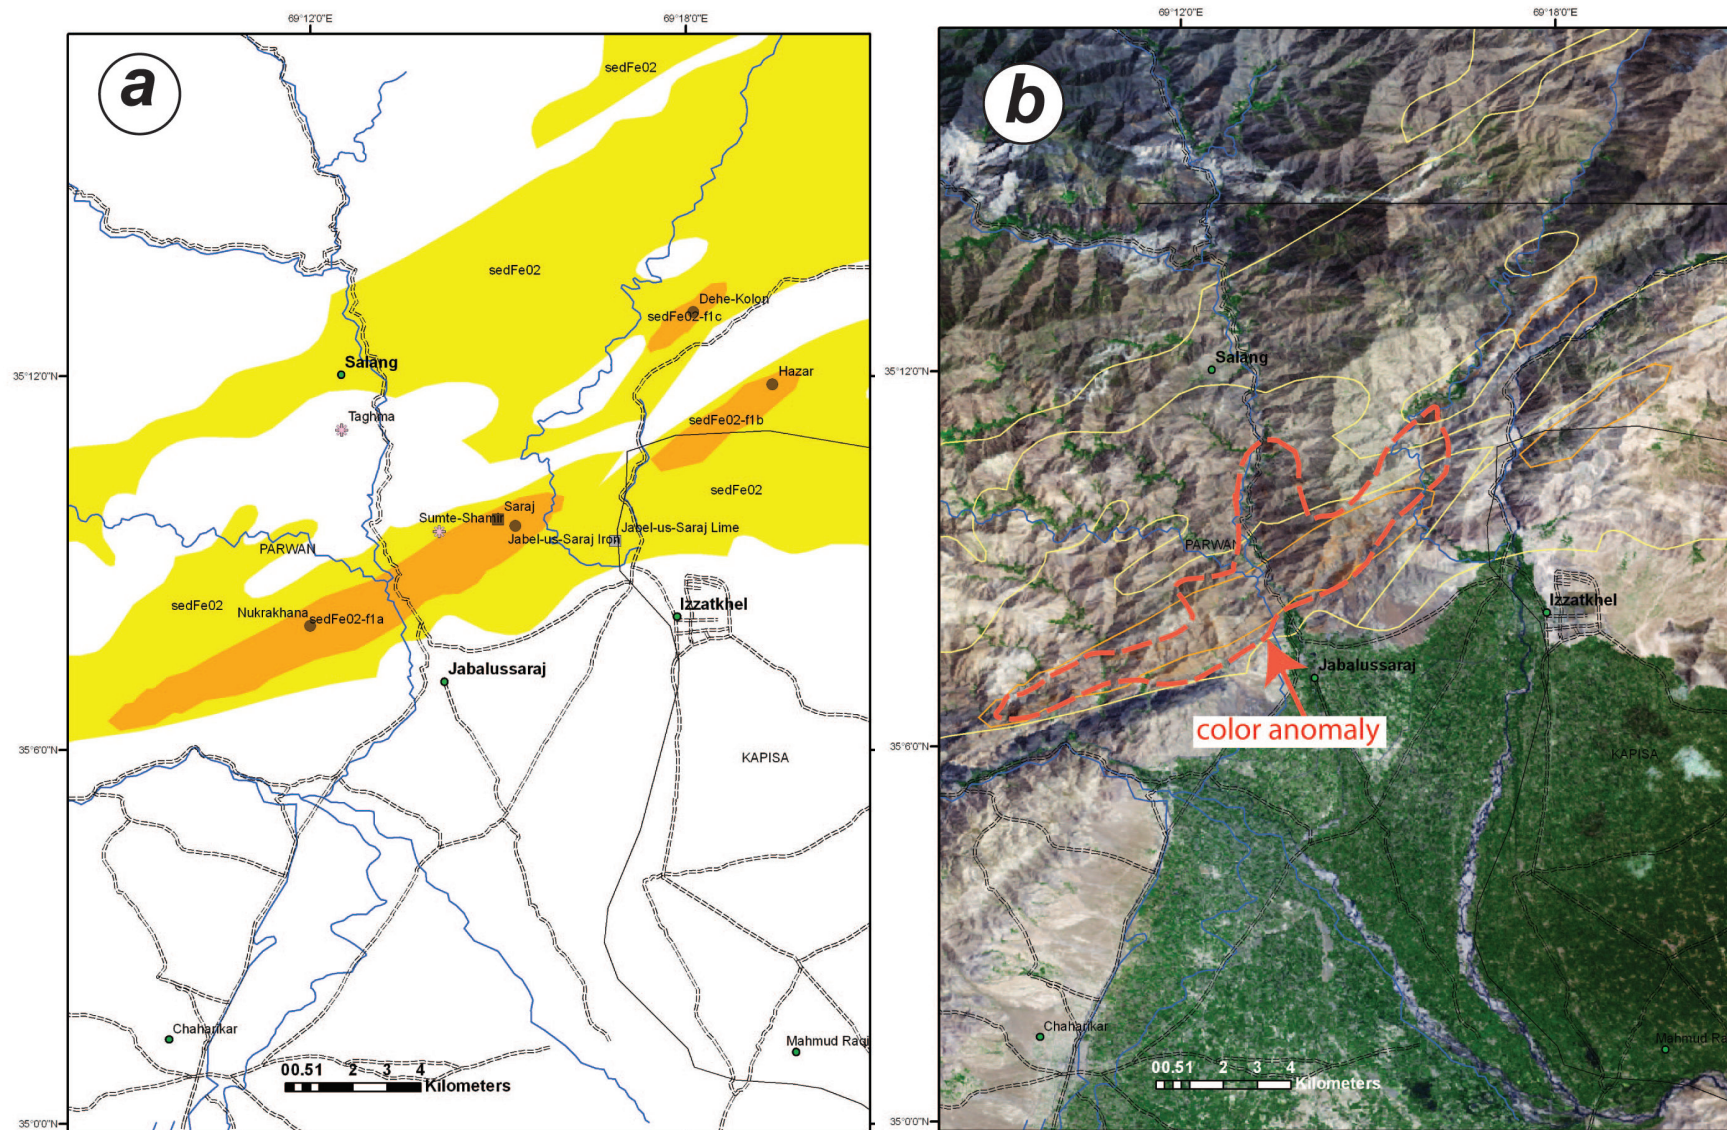 69°12'0"E
69°18'0"E
a
sedFe02
sedFe02
Dehe-Kolon
sedFe02-f1c
Salang
35°12'0"N
Hazar
Taghma
sedFe02-f1b
sedFe02
Saraj
Sumte-Shamir
Jabel-us-Saraj Lime
Jabel-us-Saraj Iron
PARWAN
sedFe02
Nukrakhana
sedFe02-f1a
Izzatkhel
Jabalussaraj
35°6'0"N
KAPISA
Chaharikar
Mahmud Raqi
00.51 2 3 4
Kilometers
35°0'0"N
69°12'0"E
69°18'0"E
b
Salang
35°12'0"N
PARWAN
Izzatkhel
Jabalussaraj
color anomaly
35°6'0"N
KAPISA
Chaharikar
Mahmud Ra
00.51 2 3 4
Kilometers
35°0'0"N